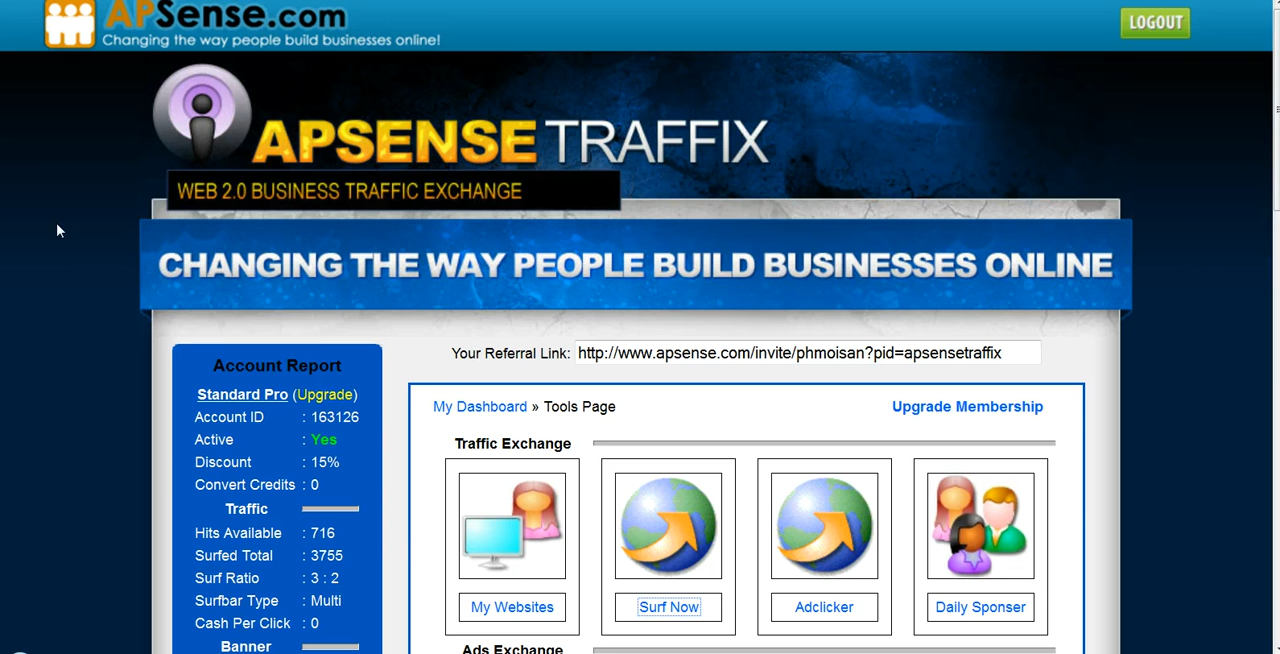 APSense.com
Changing the way people build businesses online!
LOGOUT
APSENSE TRAFFIX
WEB 2.0 BUSINESS TRAFFIC EXCHANGE
CHANGING THE WAY PEOPLE BUILD BUSINESSES ONLINE
Your Referral Link: http://www.apsense.com/invite/phmoisan?pid=apsensetraffix
Account Report
Standard Pro (Upgrade)
Account ID : 163126
Active : Yes
Discount : 15%
Convert Credits : 0
Traffic
Hits Available : 716
Surfed Total : 3755
Surf Ratio : 3 : 2
Surfbar Type : Multi
Cash Per Click : 0
Banner
My Dashboard » Tools Page
Upgrade Membership
Traffic Exchange
My Websites
Surf Now
Adclicker
Daily Sponser
Ads Exchange